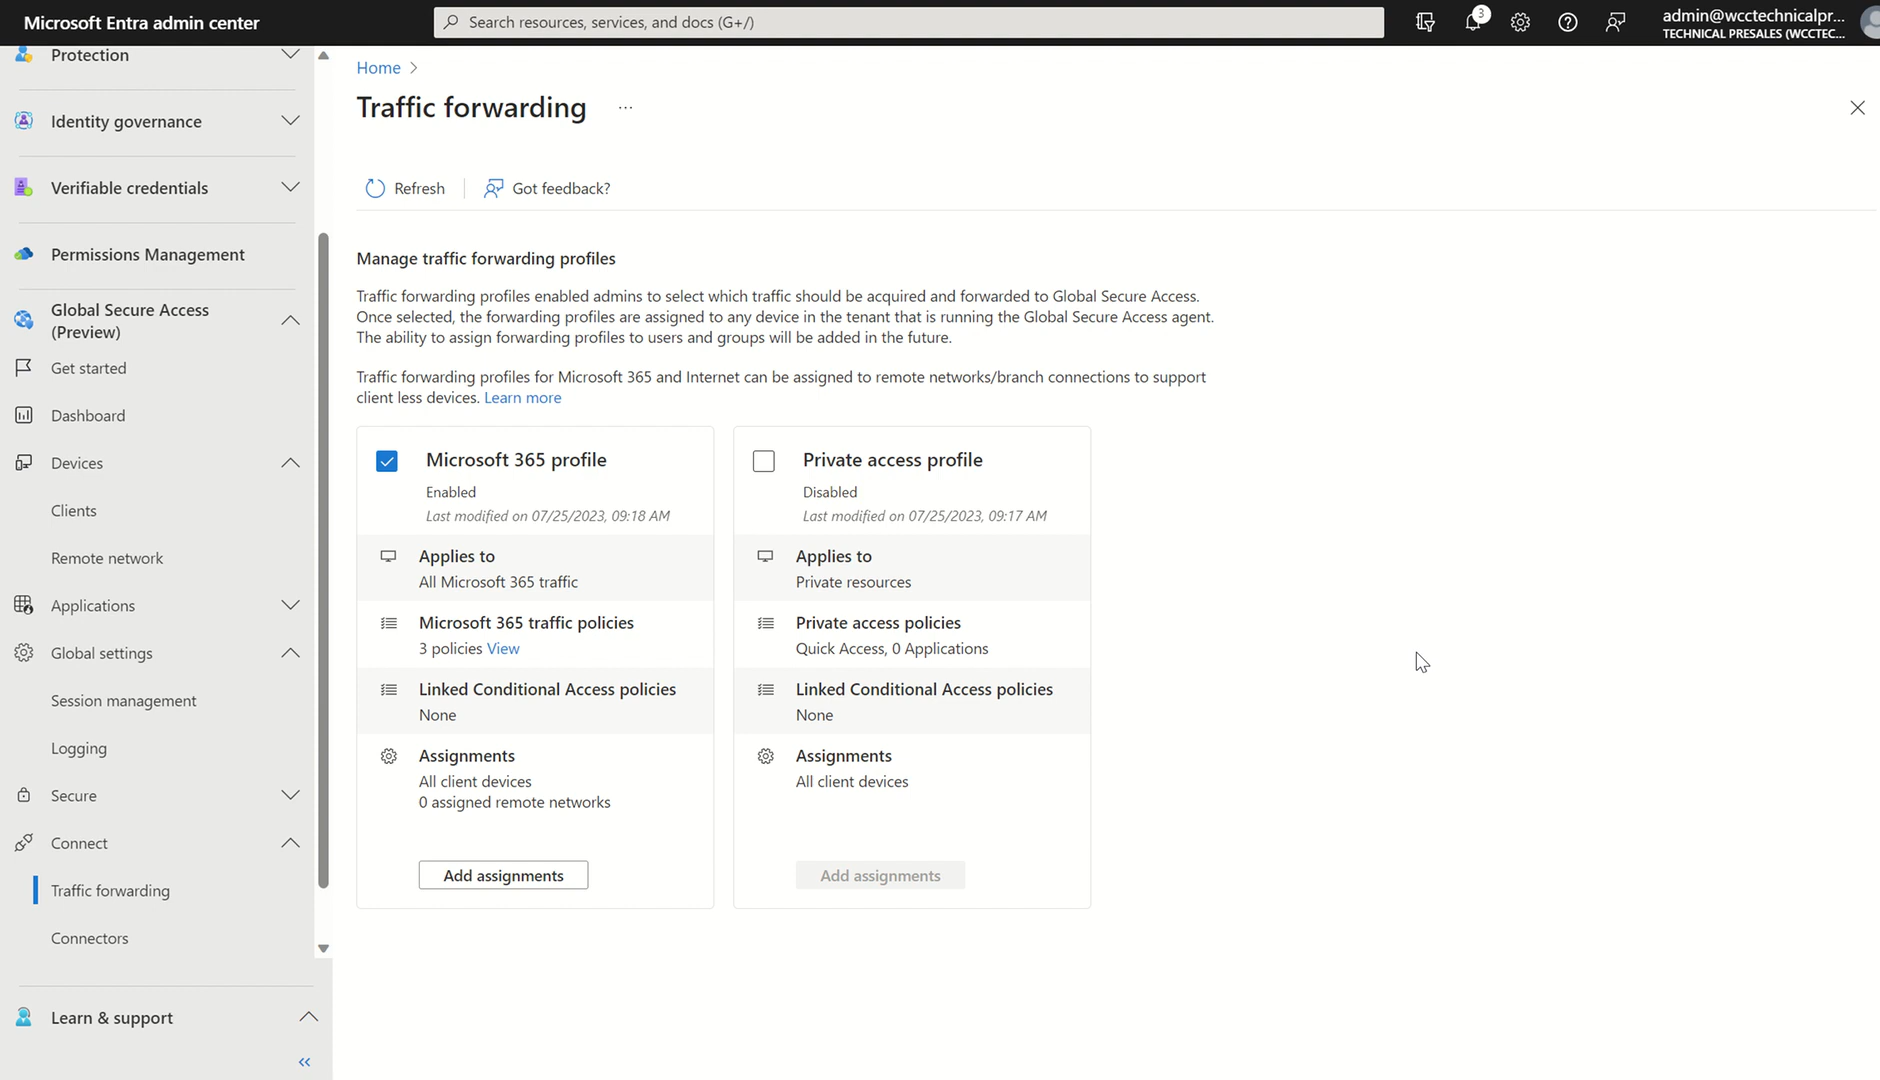 Microsoft Entra admin center
Search resources, services, and docs (G+/)
3
admin@wcctechnicalpr...
TECHNICAL PRESALES (WCCTEC...
Protection
Identity governance
Verifiable credentials
Permissions Management
Global Secure Access
(Preview)
Get started
Dashboard
Devices
Clients
Remote network
Applications
Global settings
Session management
Logging
Secure
Connect
Traffic forwarding
Connectors
Learn & support
Home
Traffic forwarding
Refresh
Got feedback?
Manage traffic forwarding profiles
Traffic forwarding profiles enabled admins to select which traffic should be acquired and forwarded to Global Secure Access.
Once selected, the forwarding profiles are assigned to any device in the tenant that is running the Global Secure Access agent.
The ability to assign forwarding profiles to users and groups will be added in the future.
Traffic forwarding profiles for Microsoft 365 and Internet can be assigned to remote networks/branch connections to support
client less devices. Learn more
Microsoft 365 profile
Enabled
Last modified on 07/25/2023, 09:18 AM
Applies to
All Microsoft 365 traffic
Microsoft 365 traffic policies
3 policies View
Linked Conditional Access policies
None
Assignments
All client devices
0 assigned remote networks
Add assignments
Private access profile
Disabled
Last modified on 07/25/2023, 09:17 AM
Applies to
Private resources
Private access policies
Quick Access, 0 Applications
Linked Conditional Access policies
None
Assignments
All client devices
Add assignments